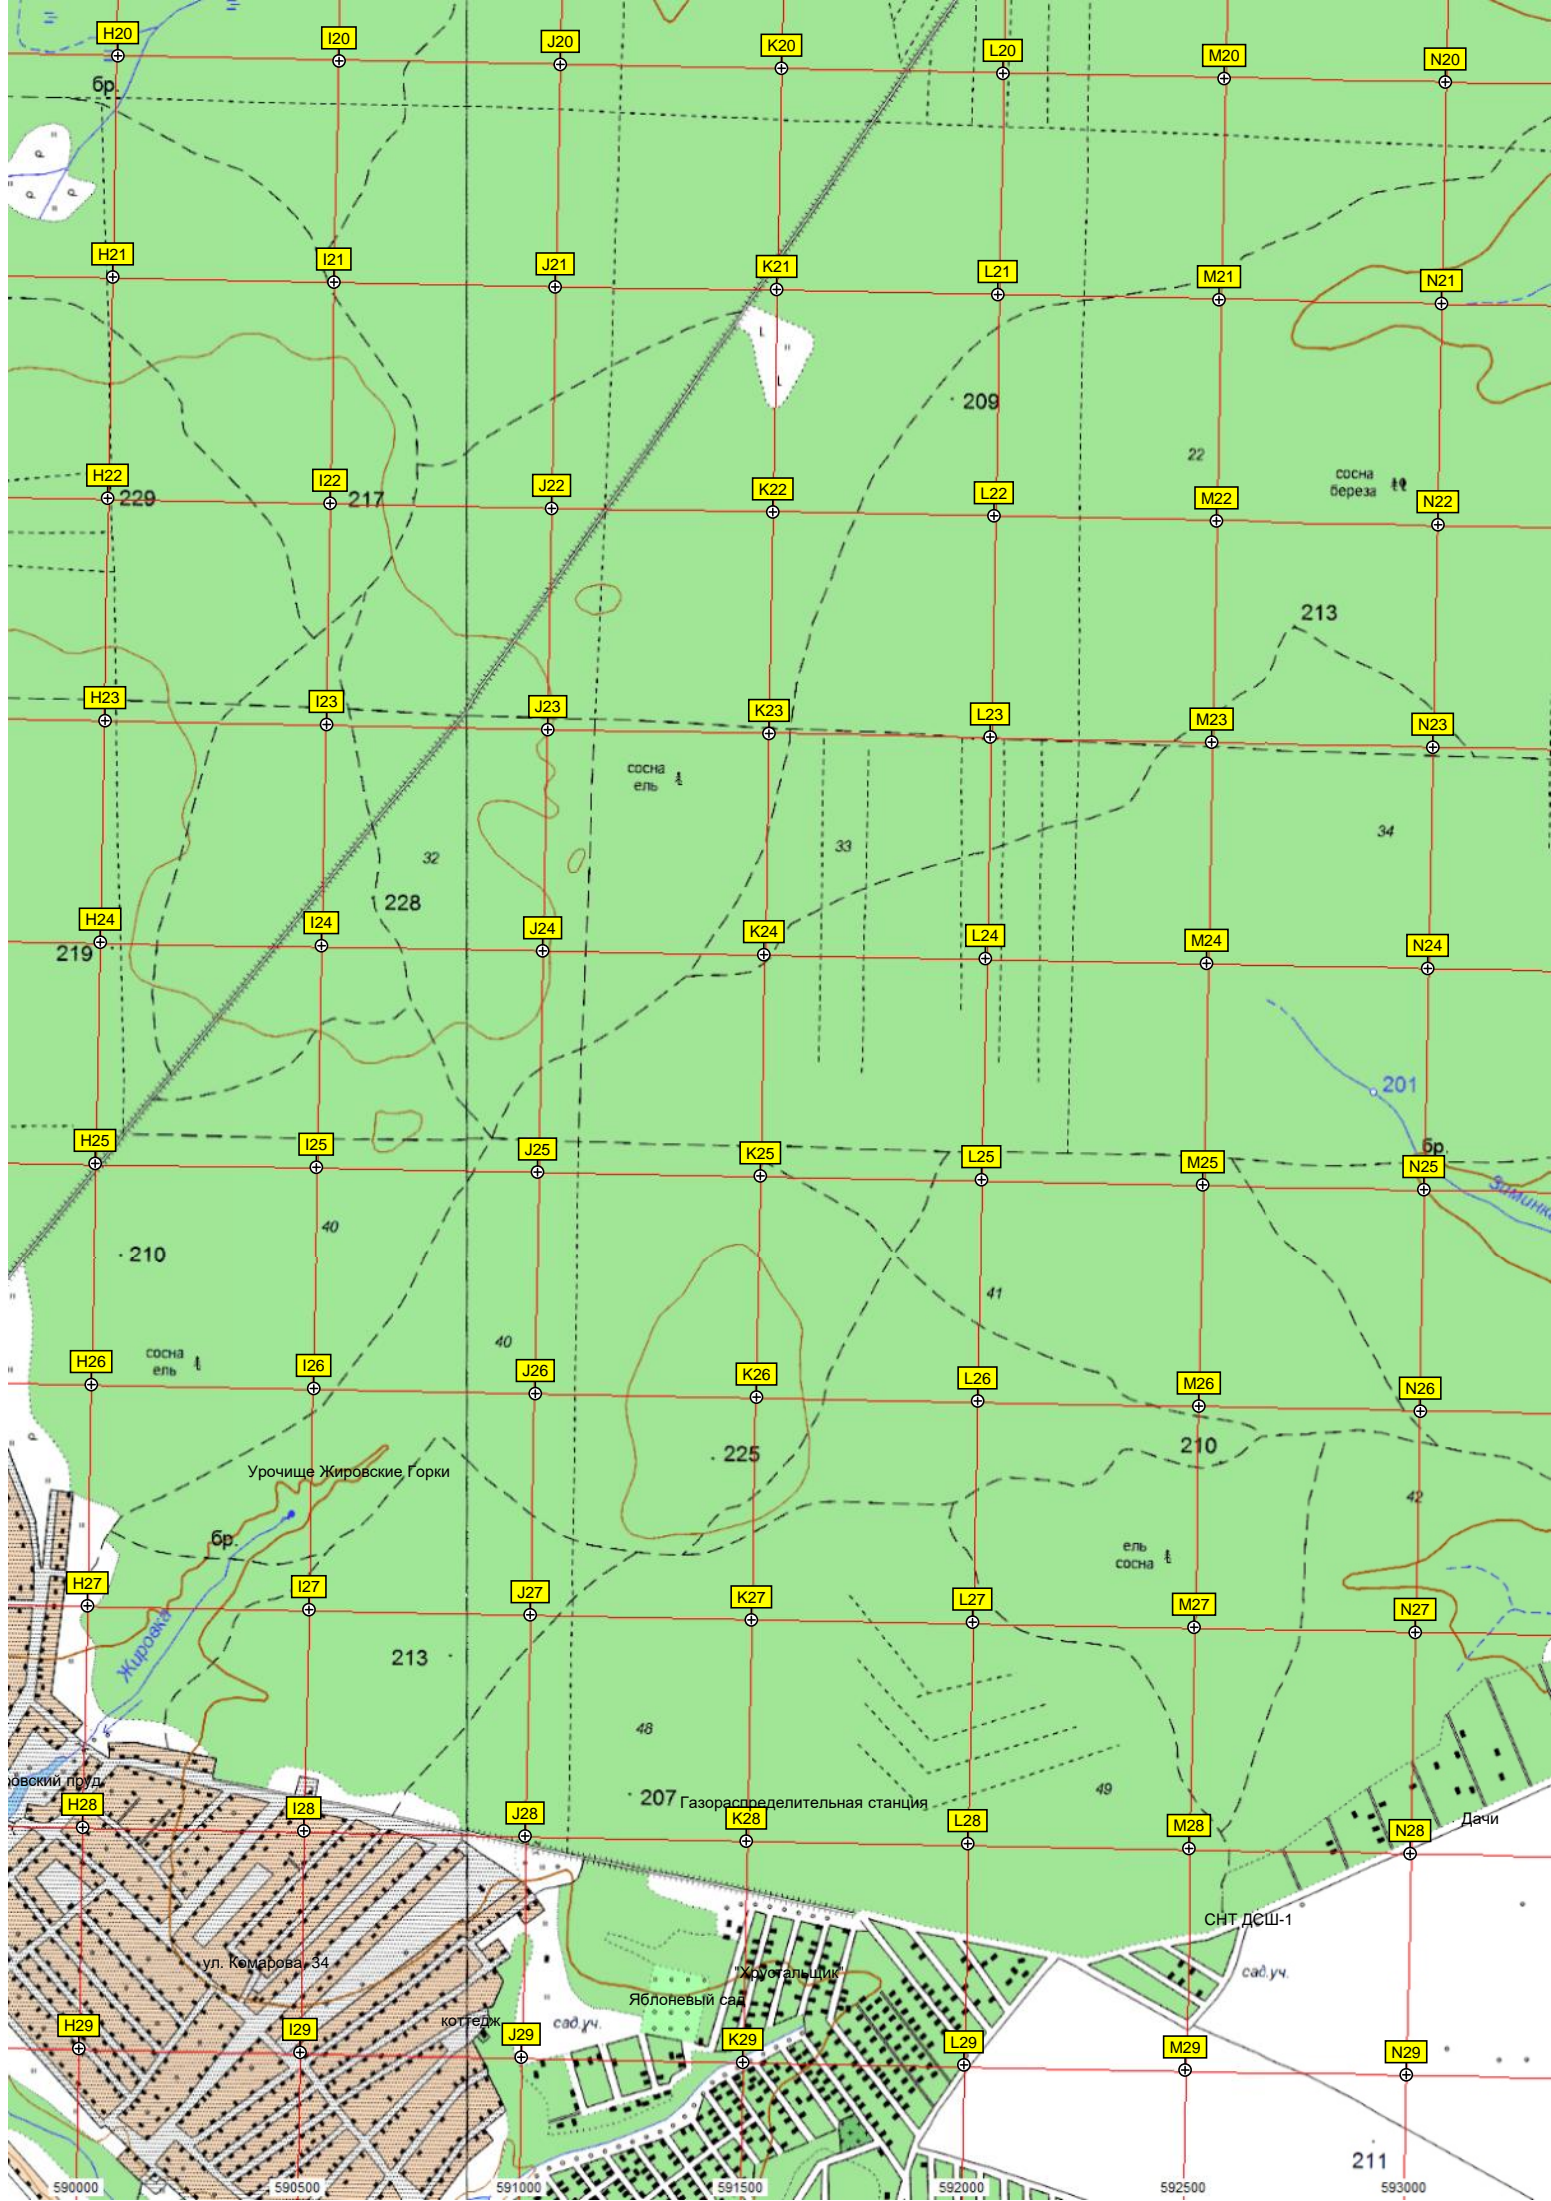 H20 I20 J20 K20 L20 M20 N20
бр.
H21 I21 J21 K21 L21 M21 N21
209
22
сосна
береза
H22 I22 J22 K22 L22 M22 N22
229 217
213
H23 I23 J23 K23 L23 M23 N23
сосна
ель
32 33 34
228
H24 I24 J24 K24 L24 M24 N24
219
201
бр.
H25 I25 J25 K25 L25 M25 N25
40
210
41
40
сосна
ель
H26 I26 J26 K26 L26 M26 N26
225 210
Урочище Жировские Горки
42
бр.
ель
сосна
H27 I27 J27 K27 L27 M27 N27
Жировка
213
48
овский пруд
207
Газораспределительная станция
49
H28 I28 J28 K28 L28 M28 N28
Дачи
СНТ ДСШ-1
ул. Комарова, 34
"Хрустальщик"
сад.уч.
Яблоневый сад
коттедж
сад.уч.
H29 I29 J29 K29 L29 M29 N29
211
590000 590500 591000 591500 592000 592500 593000